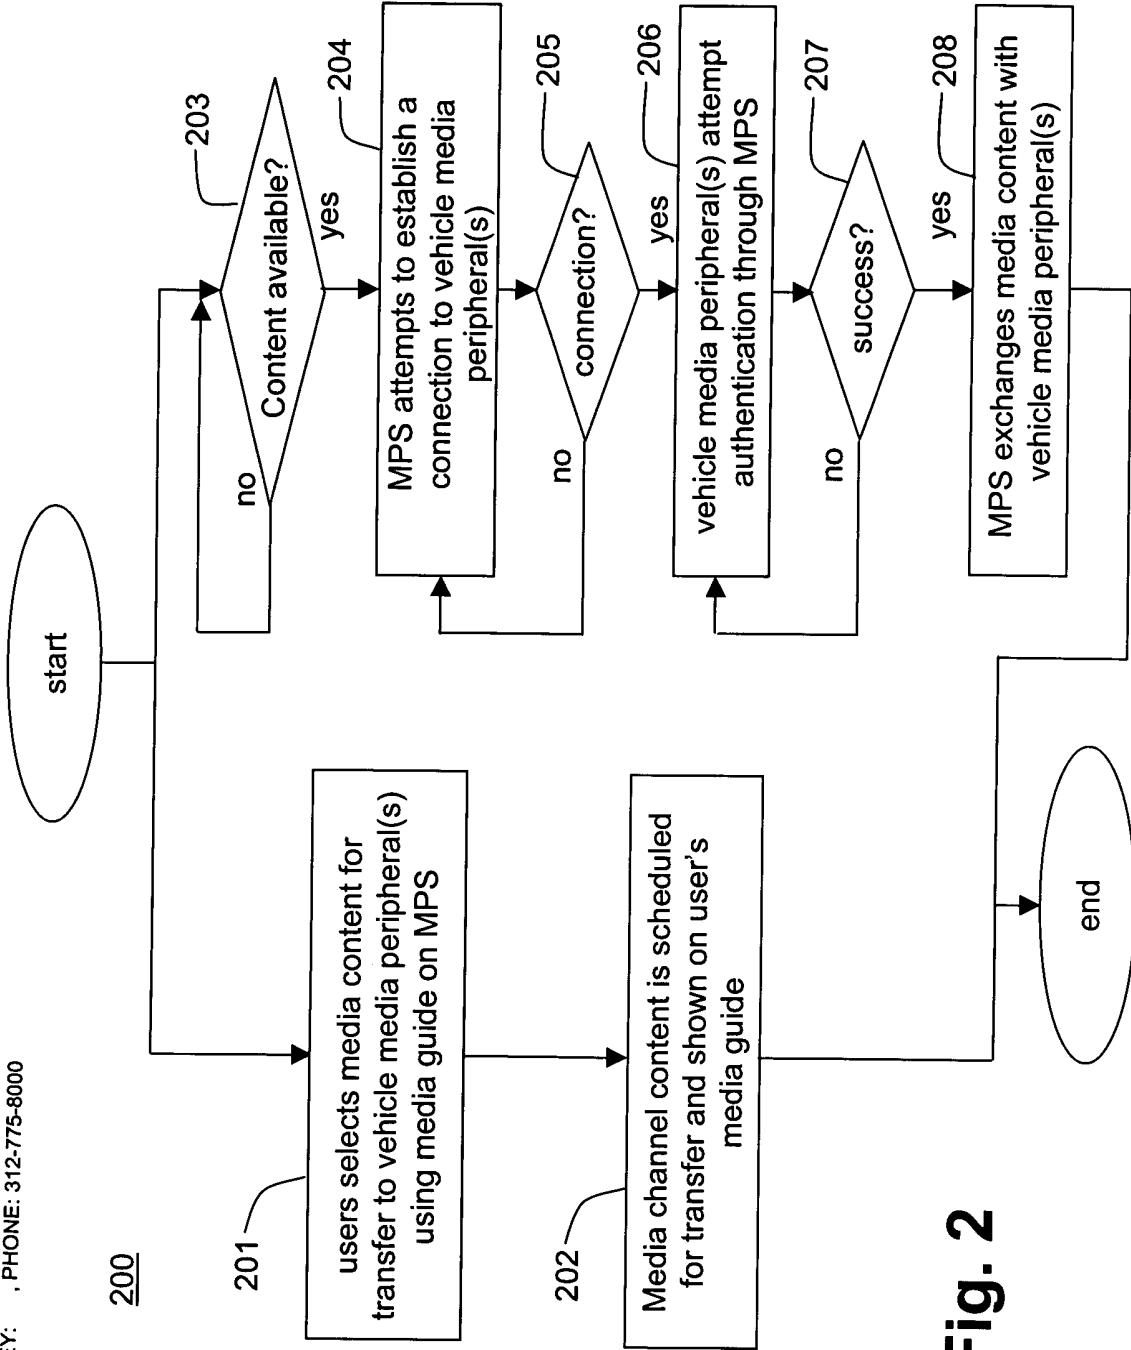 EY: , PHONE: 312-775-8000
200
start
201
users selects media content for
transfer to vehicle media peripheral(s)
using media guide on MPS
202
Media channel content is scheduled
for transfer and shown on user's
media guide
203
Content available?
no
yes
204
MPS attempts to establish a
connection to vehicle media
peripheral(s)
205
connection?
no
yes
206
vehicle media peripheral(s) attempt
authentication through MPS
207
success?
no
yes
208
MPS exchanges media content with
vehicle media peripheral(s)
end
Fig. 2